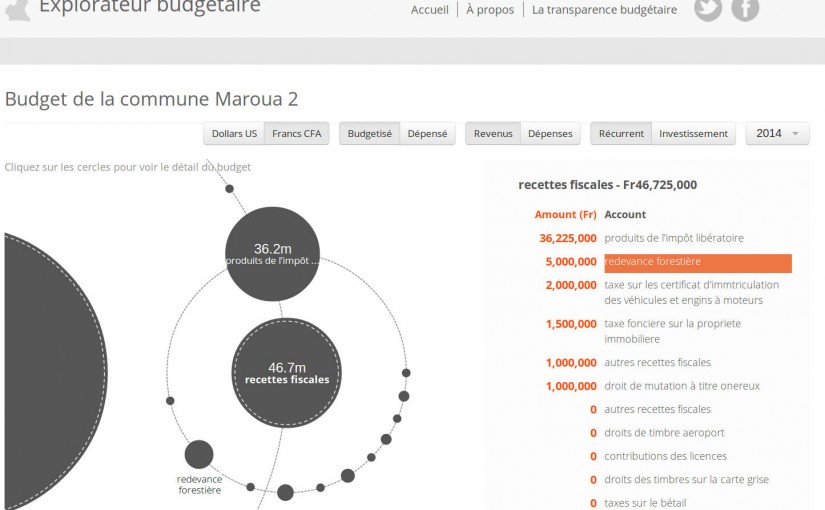 Explorateur budgétaire
Accueil
À propos
La transparence budgétaire
Budget de la commune Maroua 2
Dollars US
Francs CFA
Budgetisé
Dépensé
Revenus
Dépenses
Récurrent
Investissement
2014
Cliquez sur les cercles pour voir le détail du budget
36.2m
produits de l'impôt ...
46.7m
recettes fiscales
redevance
forestière
recettes fiscales - Fr46,725,000
Amount (Fr) Account
36,225,000 produits de l'impôt libératoire
5,000,000 redevance forestière
2,000,000 taxe sur les certificat d'immtriculation
des véhicules et engins à moteurs
1,500,000 taxe fonciere sur la propriete
immobiliere
1,000,000 autres recettes fiscales
1,000,000 droit de mutation à titre onereux
0 autres recettes fiscales
0 droits de timbre aeroport
0 contributions des licences
0 droits des timbres sur la carte grise
0 taxes sur le bétail